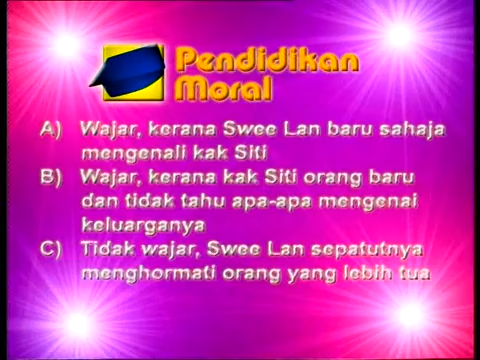 Pendidikan
Moral
A) Wajar, kerana Swee Lan baru sahaja
mengenali kak Siti
B) Wajar, kerana kak Siti orang baru
dan tidak tahu apa-apa mengenai
keluarganya
C) Tidak wajar, Swee Lan sepatutnya
menghormati orang yang lebih tua